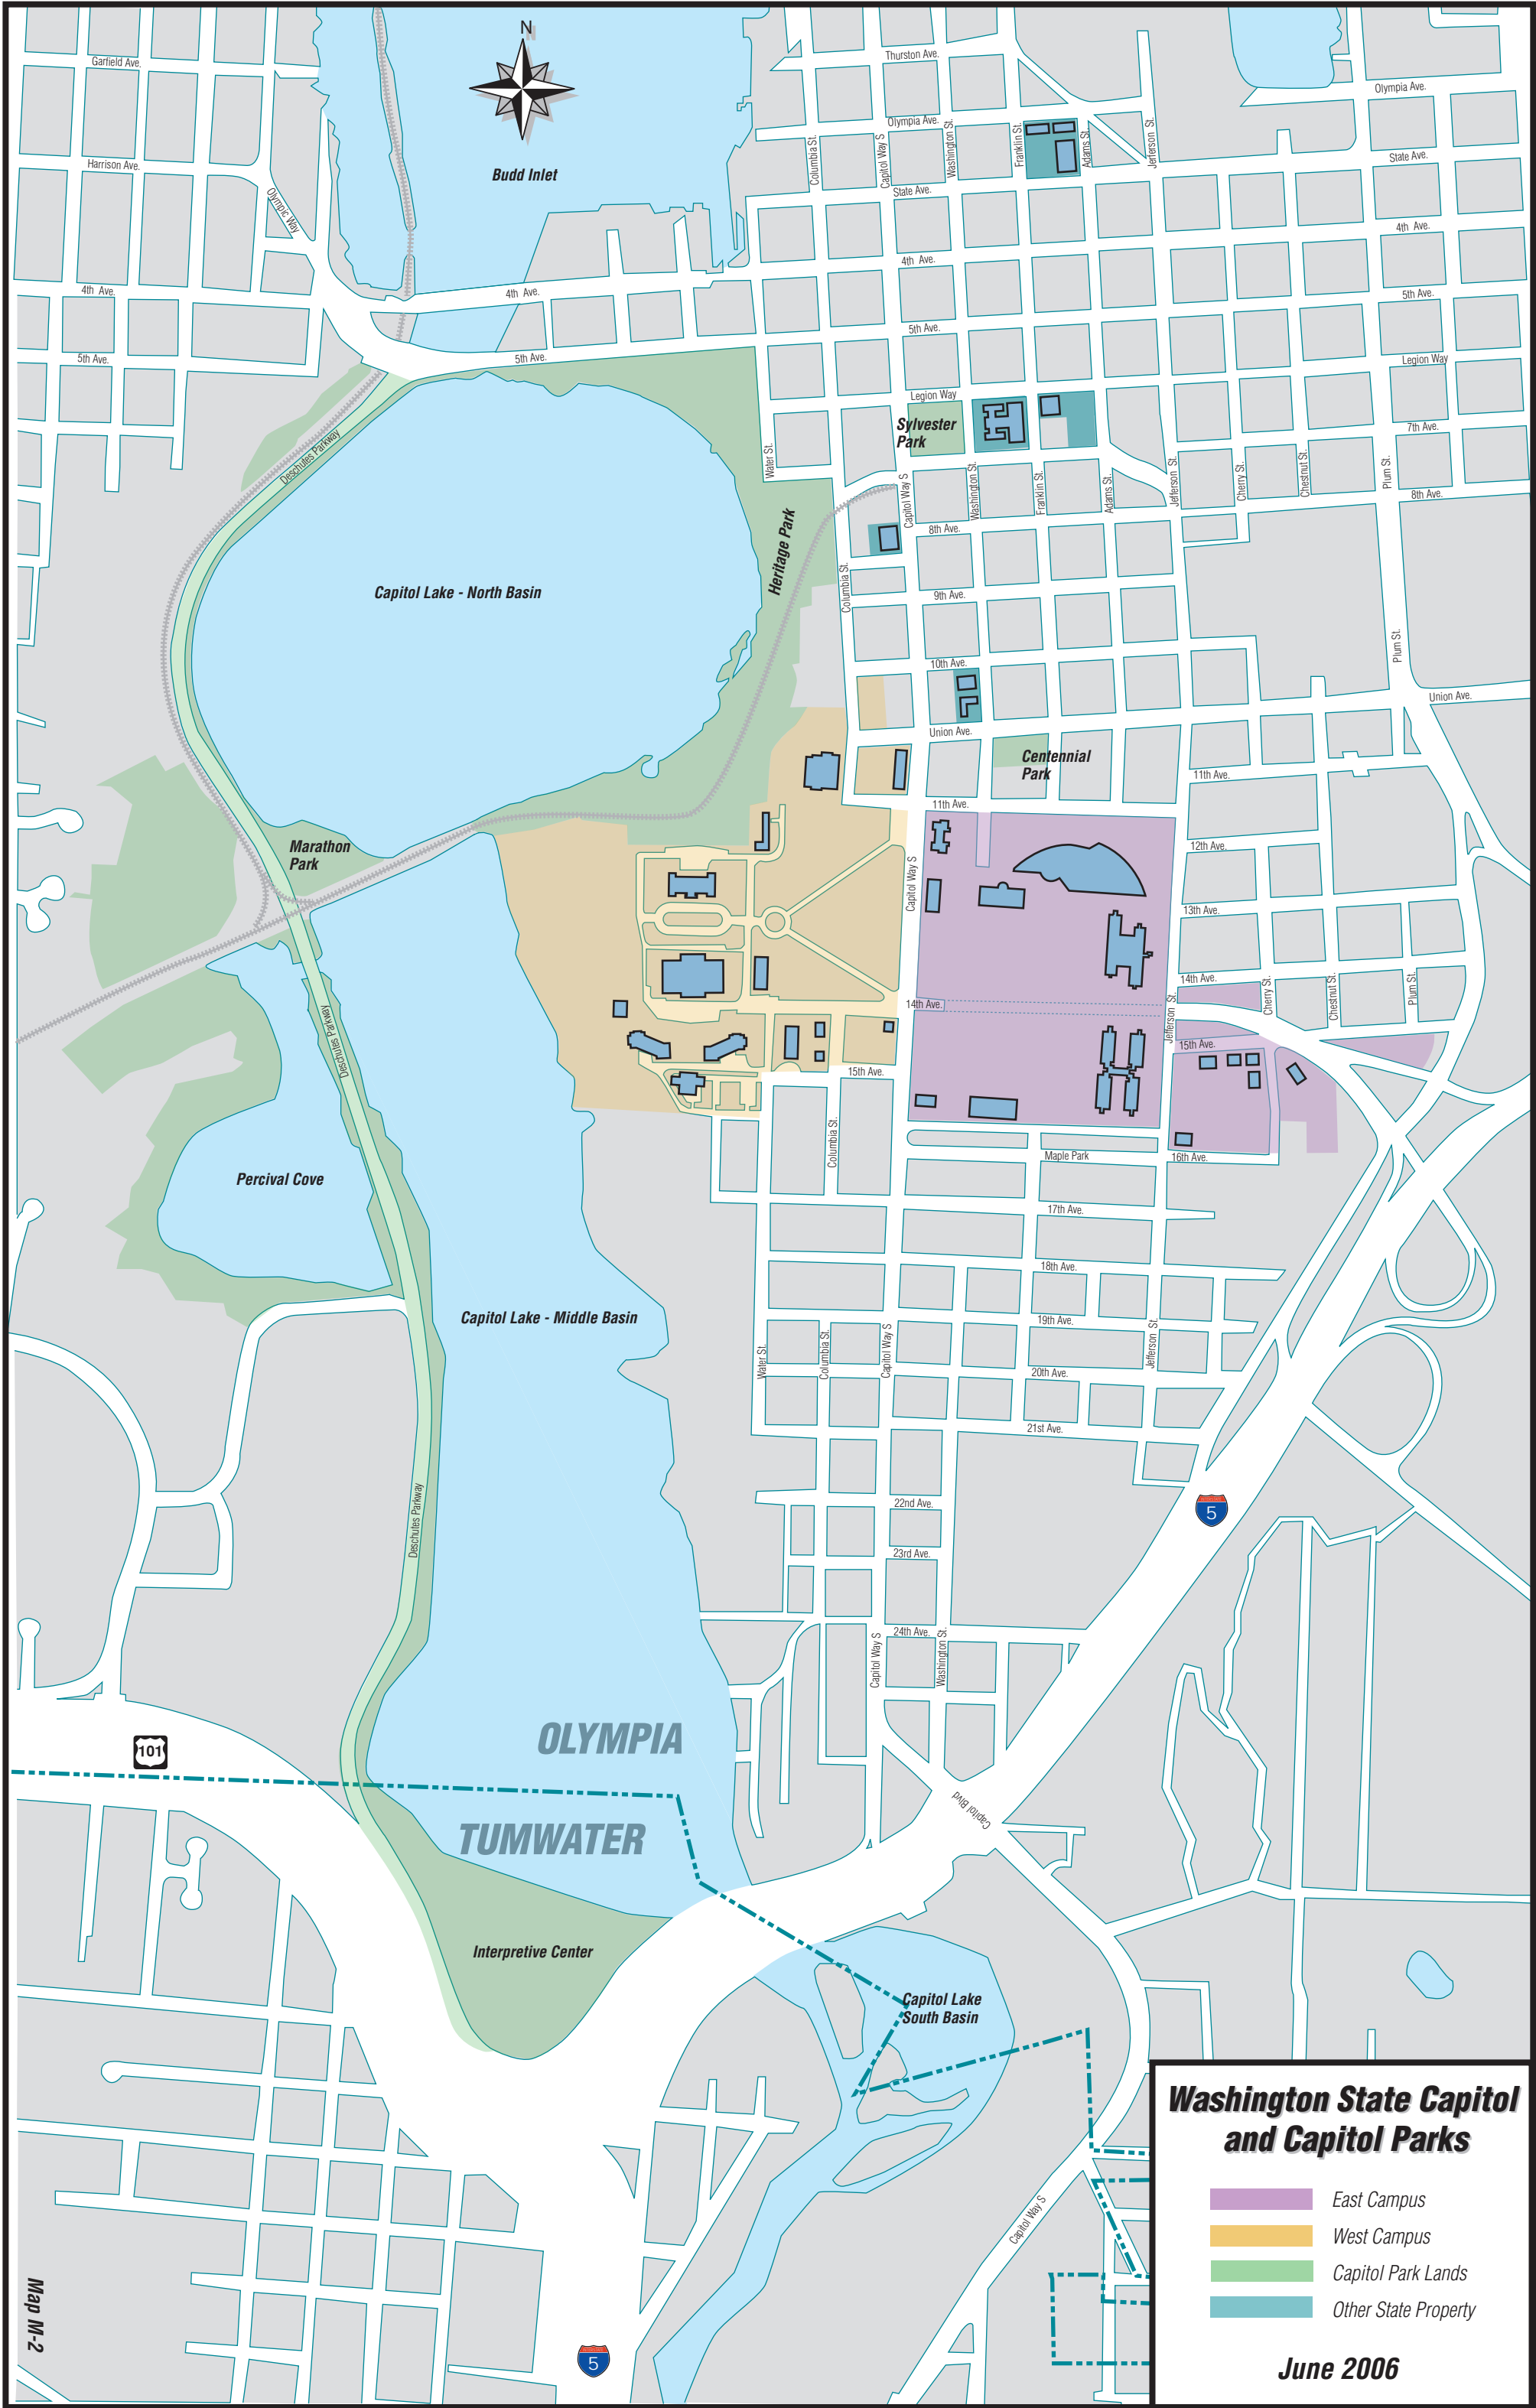 N
Garfield Ave.
Thurston Ave.
Olympia Ave.
Olympia Ave.
Columbia St.
Capitol Way S
Washington St.
Franklin St.
Adams St.
Jefferson St.
Harrison Ave.
Budd Inlet
State Ave.
State Ave.
Olympic Way
4th Ave.
4th Ave.
4th Ave.
4th Ave.
5th Ave.
5th Ave.
5th Ave.
5th Ave.
Legion Way
Legion Way
Sylvester
Park
7th Ave.
Deschutes Parkway
Water St.
Capitol Way S
Washington St.
Franklin St.
Adams St.
Jefferson St.
Cherry St.
Chestnut St.
Plum St.
8th Ave.
8th Ave.
Heritage Park
Capitol Lake - North Basin
Columbia St.
9th Ave.
10th Ave.
Plum St.
Union Ave.
Union Ave.
Centennial
Park
11th Ave.
11th Ave.
Marathon
Park
12th Ave.
Capitol Way S
13th Ave.
14th Ave.
14th Ave.
Jefferson St.
Cherry St.
Chestnut St.
Plum St.
Deschutes Parkway
15th Ave.
15th Ave.
Columbia St.
Maple Park
16th Ave.
Percival Cove
17th Ave.
18th Ave.
Capitol Lake - Middle Basin
19th Ave.
Water St.
Columbia St.
Capitol Way S
Jefferson St.
20th Ave.
21st Ave.
22nd Ave.
5
Deschutes Parkway
23rd Ave.
24th Ave.
Capitol Way S
Washington St.
OLYMPIA
101
Capitol Blvd
TUMWATER
Interpretive Center
Capitol Lake
South Basin
Capitol Way S
Washington State Capitol
and Capitol Parks
East Campus
West Campus
Capitol Park Lands
Other State Property
June 2006
Map M-2
5